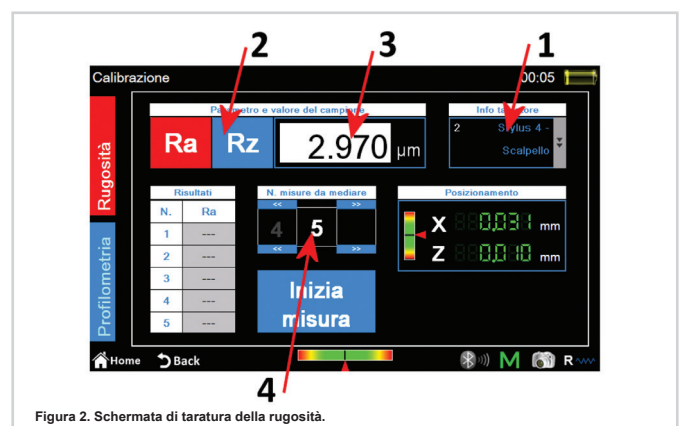 2 3 1
Calibrazione 00:05
Parametro e valore del campione
Info tastatore
Ra Rz 2.970 µm
2 Stylus 4 -
Scalpello
Rugosità
Profilometria
Risultati
N. Ra
1 ---
2 ---
3 ---
4 ---
5 ---
N. misure da mediare
<< >>
4 5
<< >>
Inizia
misura
Posizionamento
X 0.031 mm
Z 0.010 mm
Home Back M R
4
Figura 2. Schermata di taratura della rugosità.